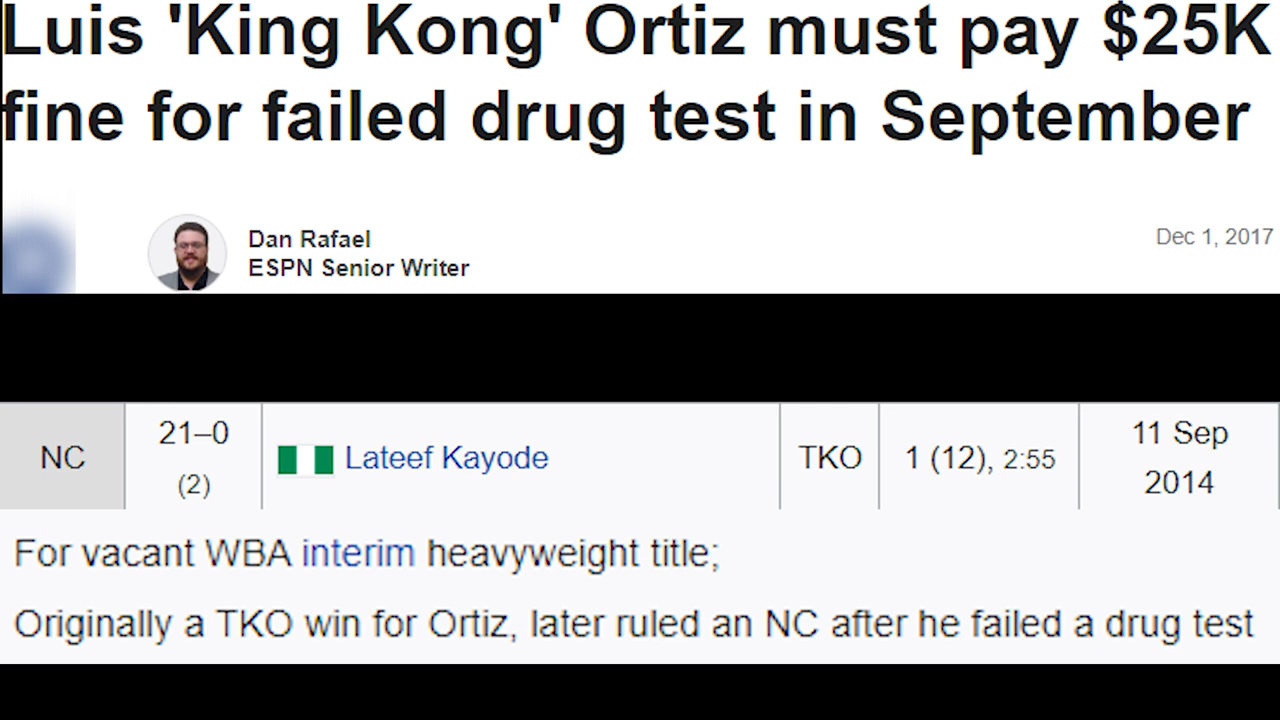 Luis 'King Kong' Ortiz must pay $25K
fine for failed drug test in September
Dan Rafael
ESPN Senior Writer
Dec 1, 2017
NC
21–0
(2)
Lateef Kayode
TKO
1 (12), 2:55
11 Sep
2014
For vacant WBA interim heavyweight title;
Originally a TKO win for Ortiz, later ruled an NC after he failed a drug test